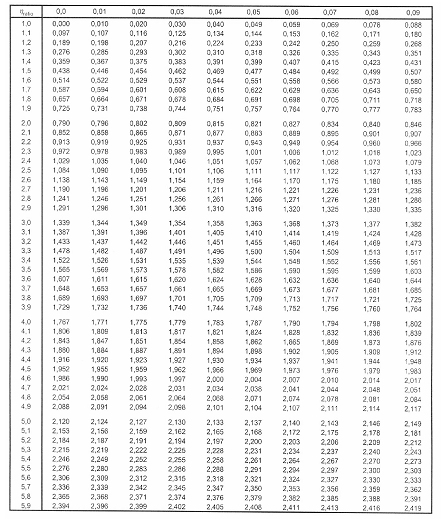 0,0 0,01 0,02 0,03 0,04 0,05 0,06 0,07 0,08 0,09
1.0 0,000 0,010 0,020 0,030 0,040 0,049 0,059 0,069 0,078 0,088
1.1 0,097 0,107 0,116 0,125 0,134 0,144 0,153 0,162 0,171 0,180
1.2 0,189 0,198 0,207 0,216 0,224 0,233 0,242 0,250 0,259 0,268
1.3 0,276 0,285 0,293 0,302 0,310 0,318 0,326 0,335 0,343 0,351
1.4 0,359 0,367 0,375 0,383 0,391 0,399 0,407 0,415 0,423 0,431
1.5 0,438 0,446 0,454 0,462 0,469 0,477 0,484 0,492 0,499 0,507
1.6 0,514 0,522 0,529 0,537 0,544 0,551 0,558 0,566 0,573 0,580
1.7 0,587 0,594 0,601 0,608 0,615 0,622 0,629 0,636 0,643 0,650
1.8 0,657 0,664 0,671 0,678 0,684 0,691 0,698 0,705 0,711 0,718
1.9 0,725 0,731 0,738 0,744 0,751 0,757 0,764 0,770 0,777 0,783
2.0 0,790 0,796 0,802 0,809 0,815 0,821 0,827 0,834 0,840 0,846
2.1 0,852 0,858 0,865 0,871 0,877 0,883 0,889 0,895 0,901 0,907
2.2 0,913 0,919 0,925 0,931 0,937 0,943 0,949 0,954 0,960 0,966
2.3 0,972 0,978 0,983 0,989 0,995 1,001 1,006 1,012 1,018 1,023
2.4 1,029 1,035 1,040 1,046 1,051 1,057 1,062 1,068 1,073 1,079
2.5 1,084 1,090 1,095 1,101 1,106 1,111 1,117 1,122 1,127 1,133
2.6 1,138 1,143 1,149 1,154 1,159 1,164 1,170 1,175 1,180 1,185
2.7 1,190 1,196 1,201 1,206 1,211 1,216 1,221 1,226 1,231 1,236
2.8 1,241 1,246 1,251 1,256 1,261 1,266 1,271 1,276 1,281 1,286
2.9 1,291 1,296 1,301 1,306 1,310 1,316 1,320 1,325 1,330 1,335
3.0 1,339 1,344 1,349 1,354 1,358 1,363 1,368 1,373 1,377 1,382
3.1 1,387 1,391 1,396 1,401 1,405 1,410 1,414 1,419 1,424 1,428
3.2 1,433 1,437 1,442 1,446 1,451 1,455 1,460 1,464 1,469 1,473
3.3 1,478 1,482 1,487 1,491 1,496 1,500 1,504 1,509 1,513 1,517
3.4 1,522 1,526 1,531 1,535 1,539 1,544 1,548 1,552 1,556 1,561
3.5 1,565 1,569 1,573 1,578 1,582 1,586 1,590 1,595 1,599 1,603
3.6 1,607 1,611 1,615 1,620 1,624 1,628 1,632 1,636 1,640 1,644
3.7 1,648 1,653 1,657 1,661 1,665 1,669 1,673 1,677 1,681 1,685
3.8 1,689 1,693 1,697 1,701 1,705 1,709 1,713 1,717 1,721 1,725
3.9 1,729 1,732 1,736 1,740 1,744 1,748 1,752 1,756 1,760 1,764
4.0 1,767 1,771 1,775 1,779 1,783 1,787 1,790 1,794 1,798 1,802
4.1 1,806 1,809 1,813 1,817 1,821 1,824 1,828 1,832 1,836 1,839
4.2 1,843 1,847 1,851 1,854 1,858 1,862 1,865 1,869 1,873 1,876
4.3 1,880 1,884 1,887 1,891 1,894 1,898 1,902 1,905 1,909 1,912
4.4 1,916 1,920 1,923 1,927 1,930 1,934 1,937 1,941 1,944 1,948
4.5 1,952 1,955 1,959 1,962 1,966 1,969 1,973 1,976 1,979 1,983
4.6 1,986 1,990 1,993 1,997 2,000 2,004 2,007 2,010 2,014 2,017
4.7 2,021 2,024 2,028 2,031 2,034 2,038 2,041 2,044 2,048 2,051
4.8 2,054 2,058 2,061 2,064 2,068 2,071 2,074 2,078 2,081 2,084
4.9 2,088 2,091 2,094 2,098 2,101 2,104 2,107 2,111 2,114 2,117
5.0 2,120 2,124 2,127 2,130 2,133 2,137 2,140 2,143 2,146 2,149
5.1 2,153 2,156 2,159 2,162 2,165 2,168 2,172 2,175 2,178 2,181
5.2 2,184 2,187 2,191 2,194 2,197 2,200 2,203 2,206 2,209 2,212
5.3 2,215 2,219 2,222 2,225 2,228 2,231 2,234 2,237 2,240 2,243
5.4 2,246 2,249 2,252 2,255 2,258 2,261 2,264 2,267 2,270 2,273
5.5 2,276 2,280 2,283 2,286 2,288 2,291 2,294 2,297 2,300 2,303
5.6 2,306 2,309 2,312 2,315 2,318 2,321 2,324 2,327 2,330 2,333
5.7 2,336 2,339 2,342 2,345 2,347 2,350 2,353 2,356 2,359 2,362
5.8 2,365 2,368 2,371 2,374 2,376 2,379 2,382 2,385 2,388 2,391
5.9 2,394 2,396 2,399 2,402 2,405 2,408 2,411 2,413 2,416 2,419